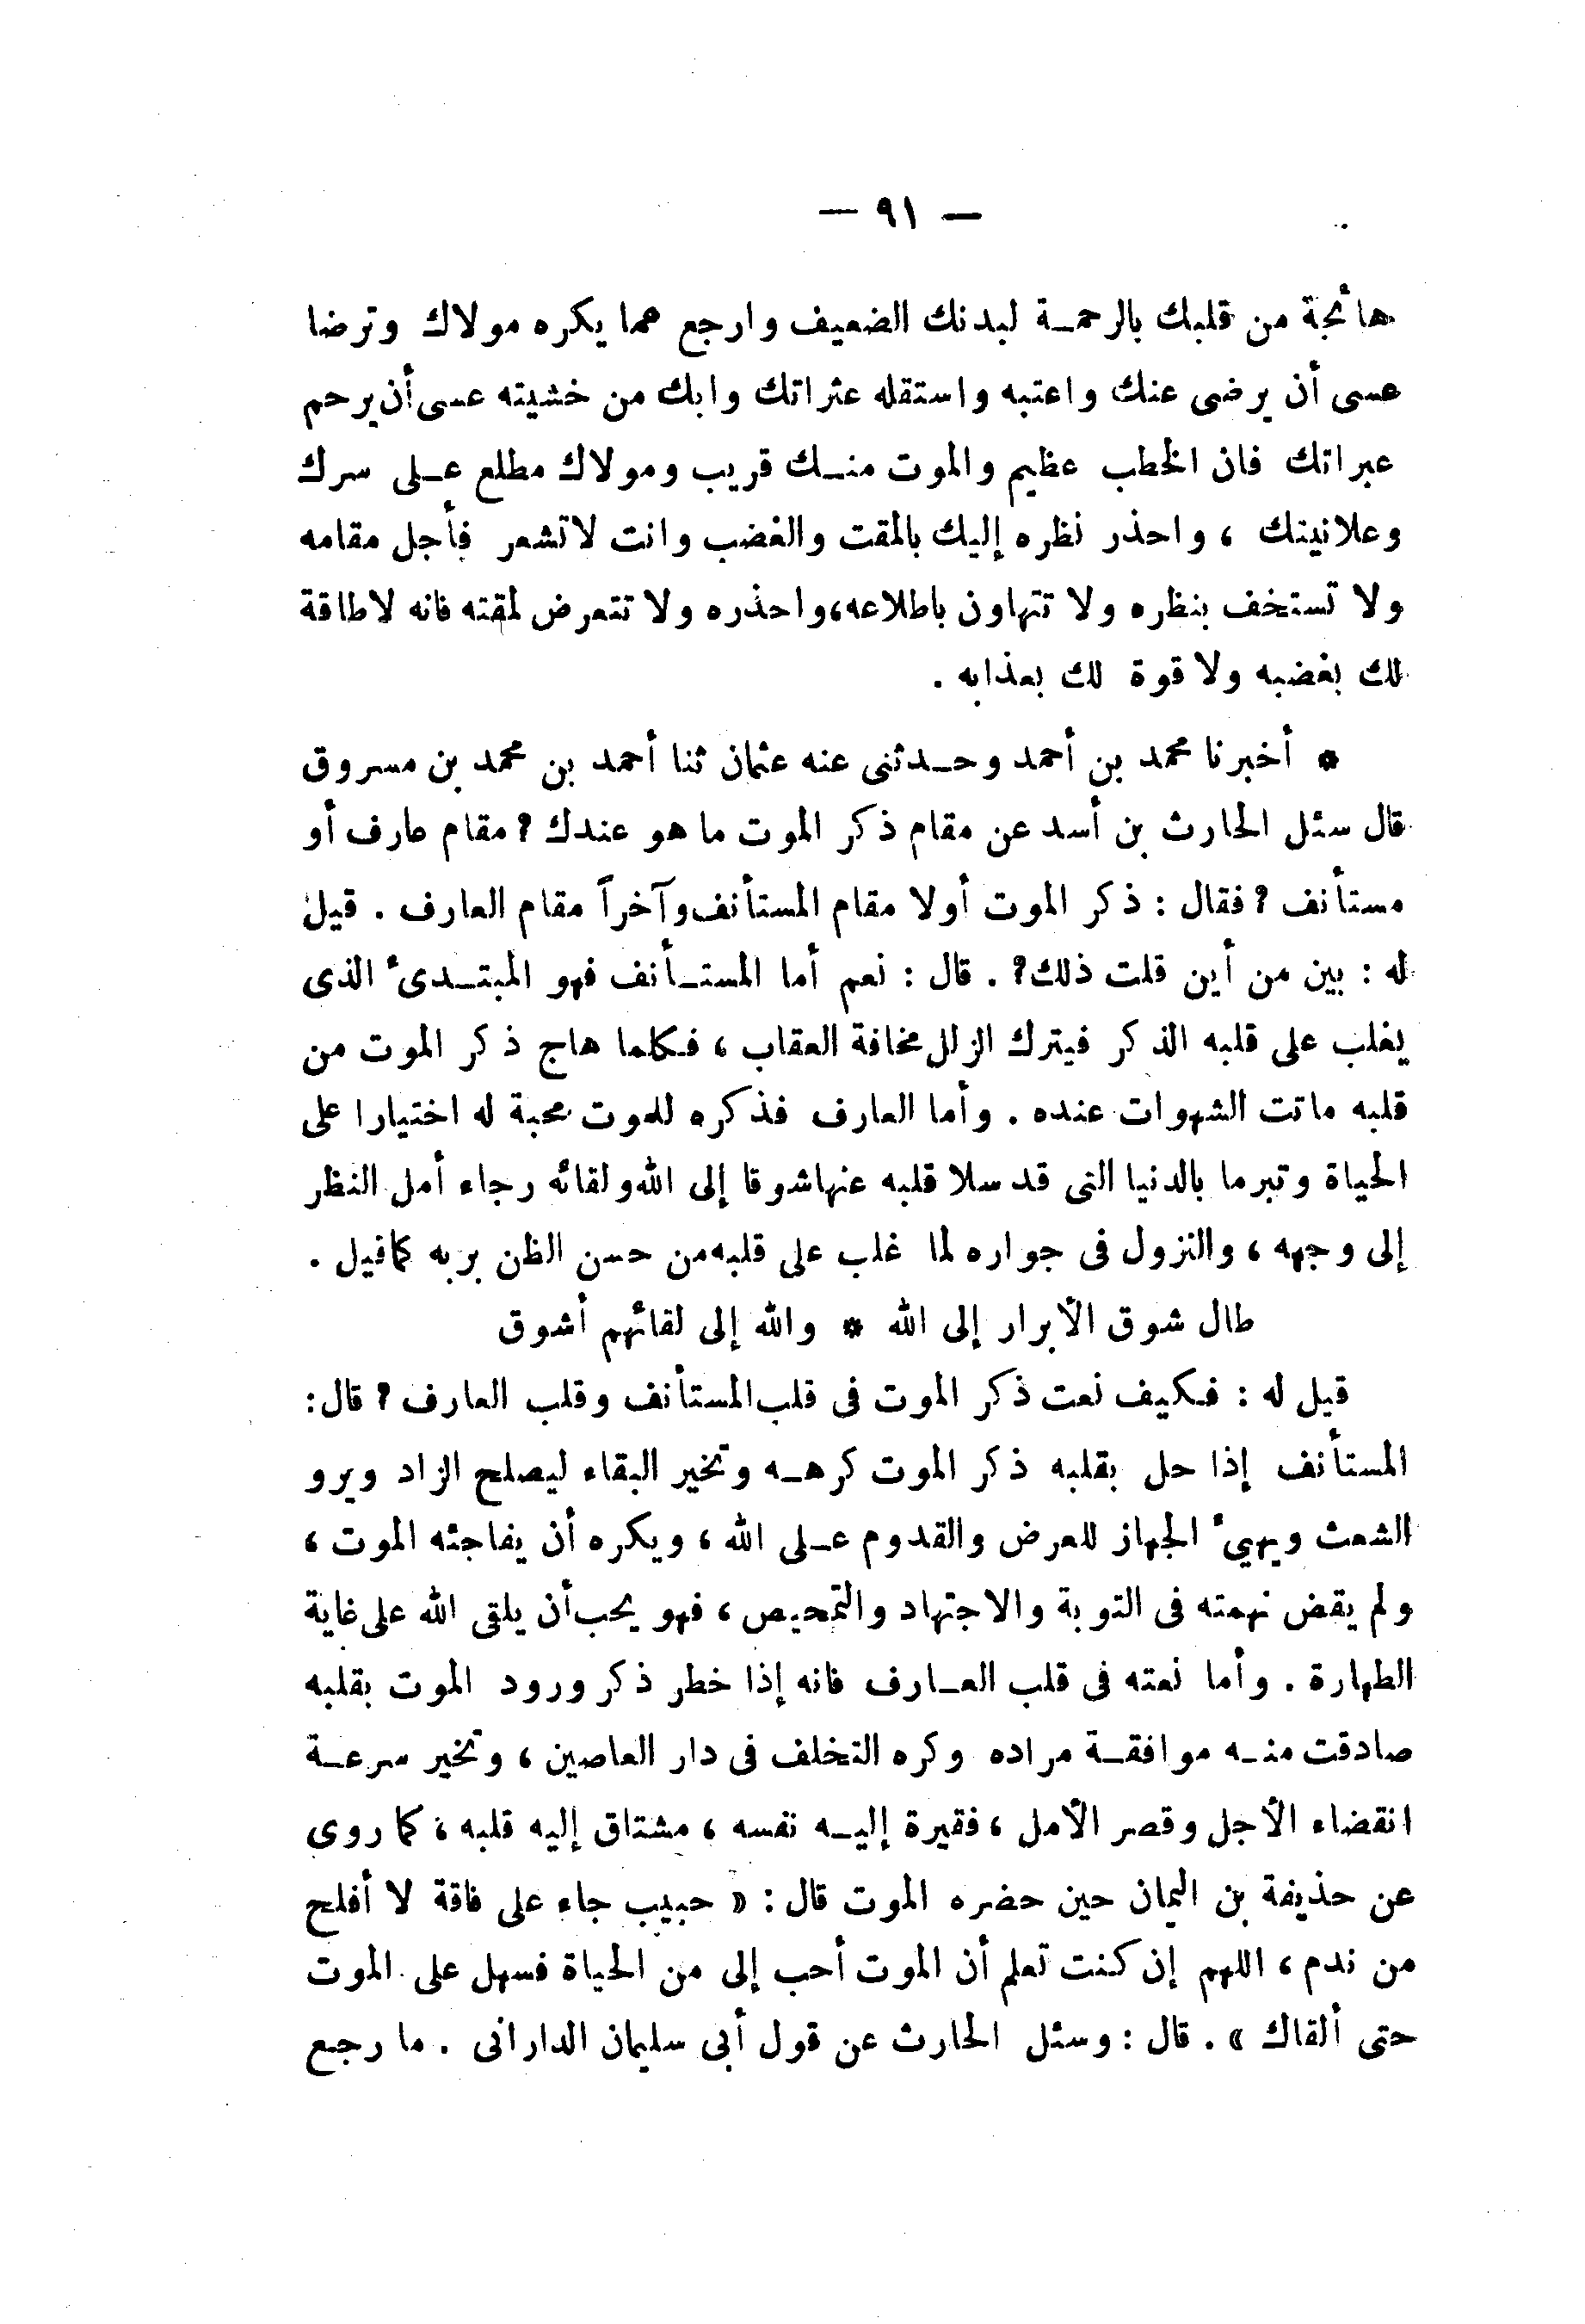 — ٩١ —
هائجة من قلبك بالرحمة لبدنك الضعيف وارجع عما يكره مولاك وترضا
عسى أن يرضى عنك واعتبه واستقله عثراتك وابك من خشيته عسى أن يرحم
عبراتك فان الخطب عظيم والموت منك قريب ومولاك مطلع على سرك
وعلانيتك ، واحذر نظره إليك بالمقت والغضب وانت لاتشعر فأجل مقامه
ولا تستخف بنظره ولا تتهاون باطلاعه،واحذره ولا تتعرض لمقته فانه لاطاقة
لك بغضبه ولا قوة لك بعذابه .
* أخبرنا محمد بن أحمد وحدثنى عنه عثمان ثنا أحمد بن محمد بن مسروق
قال سئل الحارث بن أسد عن مقام ذكر الموت ما هو عندك ? مقام عارف أو
مستأنف ? فقال : ذكر الموت أولا مقام المستأنف وآخراً مقام العارف . قيل
له : بين من أين قلت ذلك? . قال : نعم أما المستأنف فهو المبتدىء الذى
يغلب على قلبه الذكر فيترك الزلل مخافة العقاب ، فكلما هاج ذكر الموت من
قلبه ماتت الشهوات عنده . وأما العارف فذكره للموت محبة له اختيارا على
الحياة وتبرما بالدنيا التى قد سلا قلبه عنها شوقا إلى الله ولقائه رجاء أمل النظر
إلى وجهه ، والنزول فى جواره لما غلب على قلبه من حسن الظن بربه كما قيل .
طال شوق الأبرار إلى الله * والله إلى لقائهم أشوق
قيل له : فكيف نعت ذكر الموت فى قلب المستأنف وقلب العارف ? قال:
المستأنف إذا حل بقلبه ذكر الموت كرهه وتخير البقاء ليصلح الزاد ويرو
الشعث ويهيىء الجهاز للعرض والقدوم على الله ، ويكره أن يفاجئه الموت ،
ولم يقض نهمته فى التوبة والاجتهاد والتمحيص ، فهو يحب أن يلقى الله على غاية
الطهارة . وأما نعته فى قلب العارف فانه إذا خطر ذكر ورود الموت بقلبه
صادقت منه موافقة مراده وكره التخلف فى دار العاصين ، وتخير سرعة
انقضاء الأجل وقصر الأمل ، فقيرة إليه نفسه ، مشتاق إليه قلبه ، كما روى
عن حذيفة بن اليمان حين حضره الموت قال : « حبيب جاء على فاقة لا أفلح
من ندم ، اللهم إن كنت تعلم أن الموت أحب إلى من الحياة فسهل على الموت
حتى ألقاك » . قال : وسئل الحارث عن قول أبى سليمان الدارانى . ما رجع